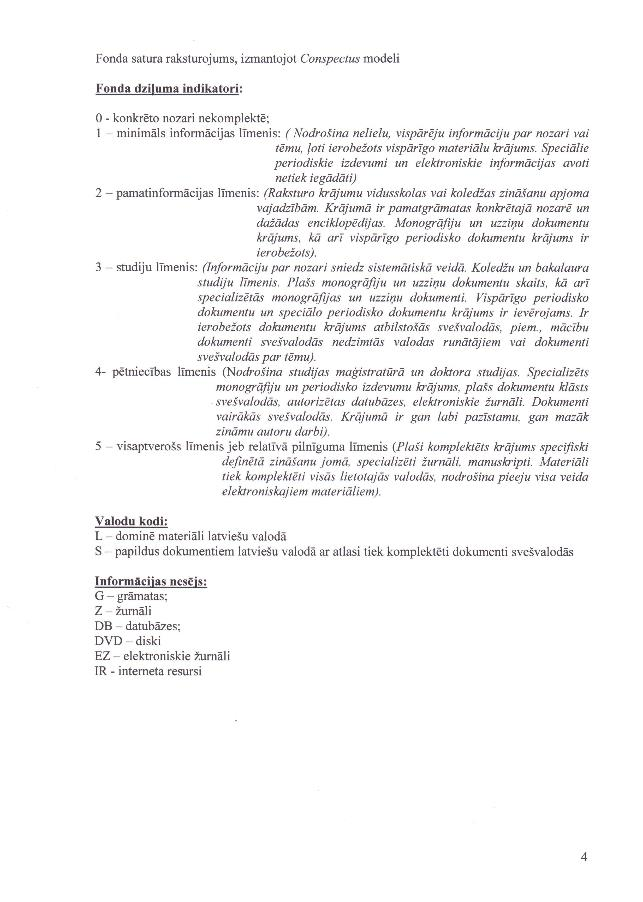 Fonda satura raksturojums, izmantojot Conspectus modeli
Fonda dziļuma indikatori:
0 - konkrēto nozari nekomplektē;
1 – minimāls informācijas līmenis: ( Nodrošina nelielu, vispārēju informāciju par nozari vai
tēmu, ļoti ierobežots vispārīgo materiālu krājums. Speciālie
periodiskie izdevumi un elektroniskie informācijas avoti
netiek iegādāti)
2 – pamatinformācijas līmenis: (Raksturo krājumu vidusskolas vai koledžas zināšanu apjoma
vajadzībām. Krājumā ir pamatgrāmatas konkrētajā nozarē un
dažādas enciklopēdijas. Monogrāfiju un uzziņu dokumentu
krājums, kā arī vispārīgo periodisko dokumentu krājums ir
ierobežots).
3 – studiju līmenis: (Informāciju par nozari sniedz sistemātiskā veidā. Koledžu un bakalaura
studiju līmenis. Plašs monogrāfiju un uzziņu dokumentu skaits, kā arī
specializētās monogrāfijas un uzziņu dokumenti. Vispārīgo periodisko
dokumentu un speciālo periodisko dokumentu krājums ir ievērojams. Ir
ierobežots dokumentu krājums atbilstošās svešvalodās, piem., mācību
dokumenti svešvalodās nedzimtās valodas runātājiem vai dokumenti
svešvalodās par tēmu).
4- pētniecības līmenis (Nodrošina studijas maģistratūrā un doktora studijas. Specializēts
monogrāfiju un periodisko izdevumu krājums, plašs dokumentu klāsts
svešvalodās, autorizētas datubāzes, elektroniskie žurnāli. Dokumenti
vairākās svešvalodās. Krājumā ir gan labi pazīstamu, gan mazāk
zināmu autoru darbi).
5 – visaptverošs līmenis jeb relatīvā pilnīguma līmenis (Plaši komplektēts krājums specifiski
definētā zināšanu jomā, specializēti žurnāli, manuskripti. Materiāli
tiek komplektēti visās lietotajās valodās, nodrošina pieeju visa veida
elektroniskajiem materiāliem).
Valodu kodi:
L – dominē materiāli latviešu valodā
S – papildus dokumentiem latviešu valodā ar atlasi tiek komplektēti dokumenti svešvalodās
Informācijas nesējs:
G – grāmatas;
Z – žurnāli
DB – datubāzes;
DVD – diski
EZ – elektroniskie žurnāli
IR - interneta resursi
4